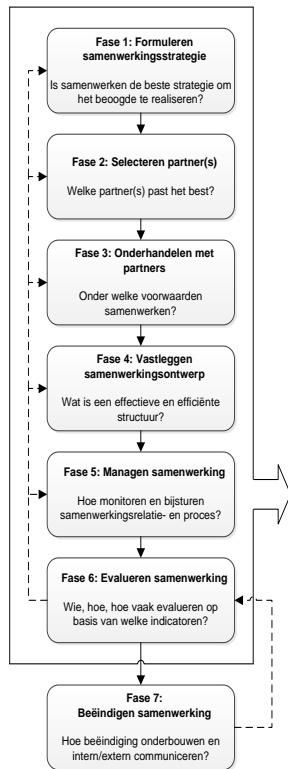 Fase 1: Formuleren
samenwerkingsstrategie
Is samenwerken de beste strategie om
het beoogde te realiseren?
Fase 2: Selecteren partner(s)
Welke partner(s) past het best?
Fase 3: Onderhandelen met
partners
Onder welke voorwaarden
samenwerken?
Fase 4: Vastleggen
samenwerkingsontwerp
Wat is een effectieve en efficiënte
structuur?
Fase 5: Managen samenwerking
Hoe monitoren en bijsturen
samenwerkingsrelatie- en proces?
Fase 6: Evalueren samenwerking
Wie, hoe, hoe vaak evalueren op
basis van welke indicatoren?
Fase 7:
Beëindigen samenwerking
Hoe beëindiging onderbouwen en
intern/extern communiceren?